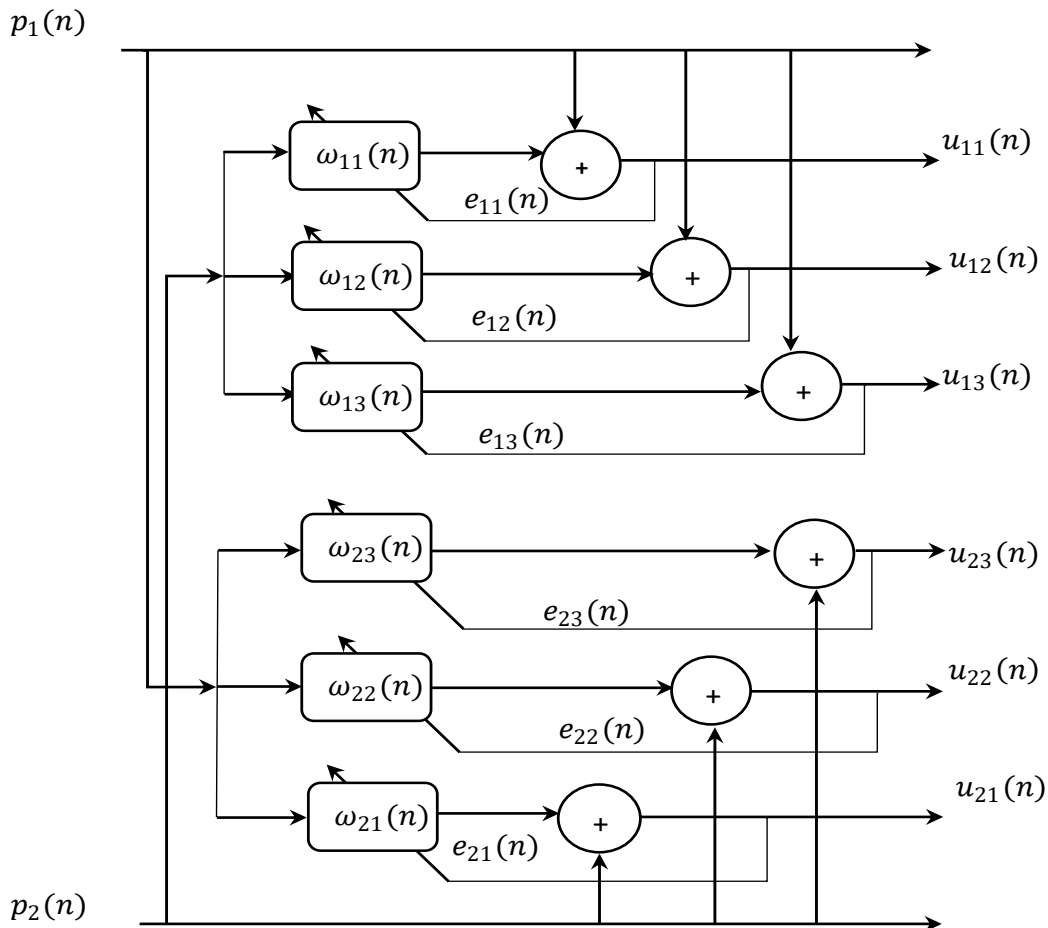 p₁(n)
ω₁₁(n)
+
u₁₁(n)
e₁₁(n)
ω₁₂(n)
+
u₁₂(n)
e₁₂(n)
ω₁₃(n)
+
u₁₃(n)
e₁₃(n)
ω₂₃(n)
+
u₂₃(n)
e₂₃(n)
ω₂₂(n)
+
u₂₂(n)
e₂₂(n)
ω₂₁(n)
+
u₂₁(n)
e₂₁(n)
p₂(n)